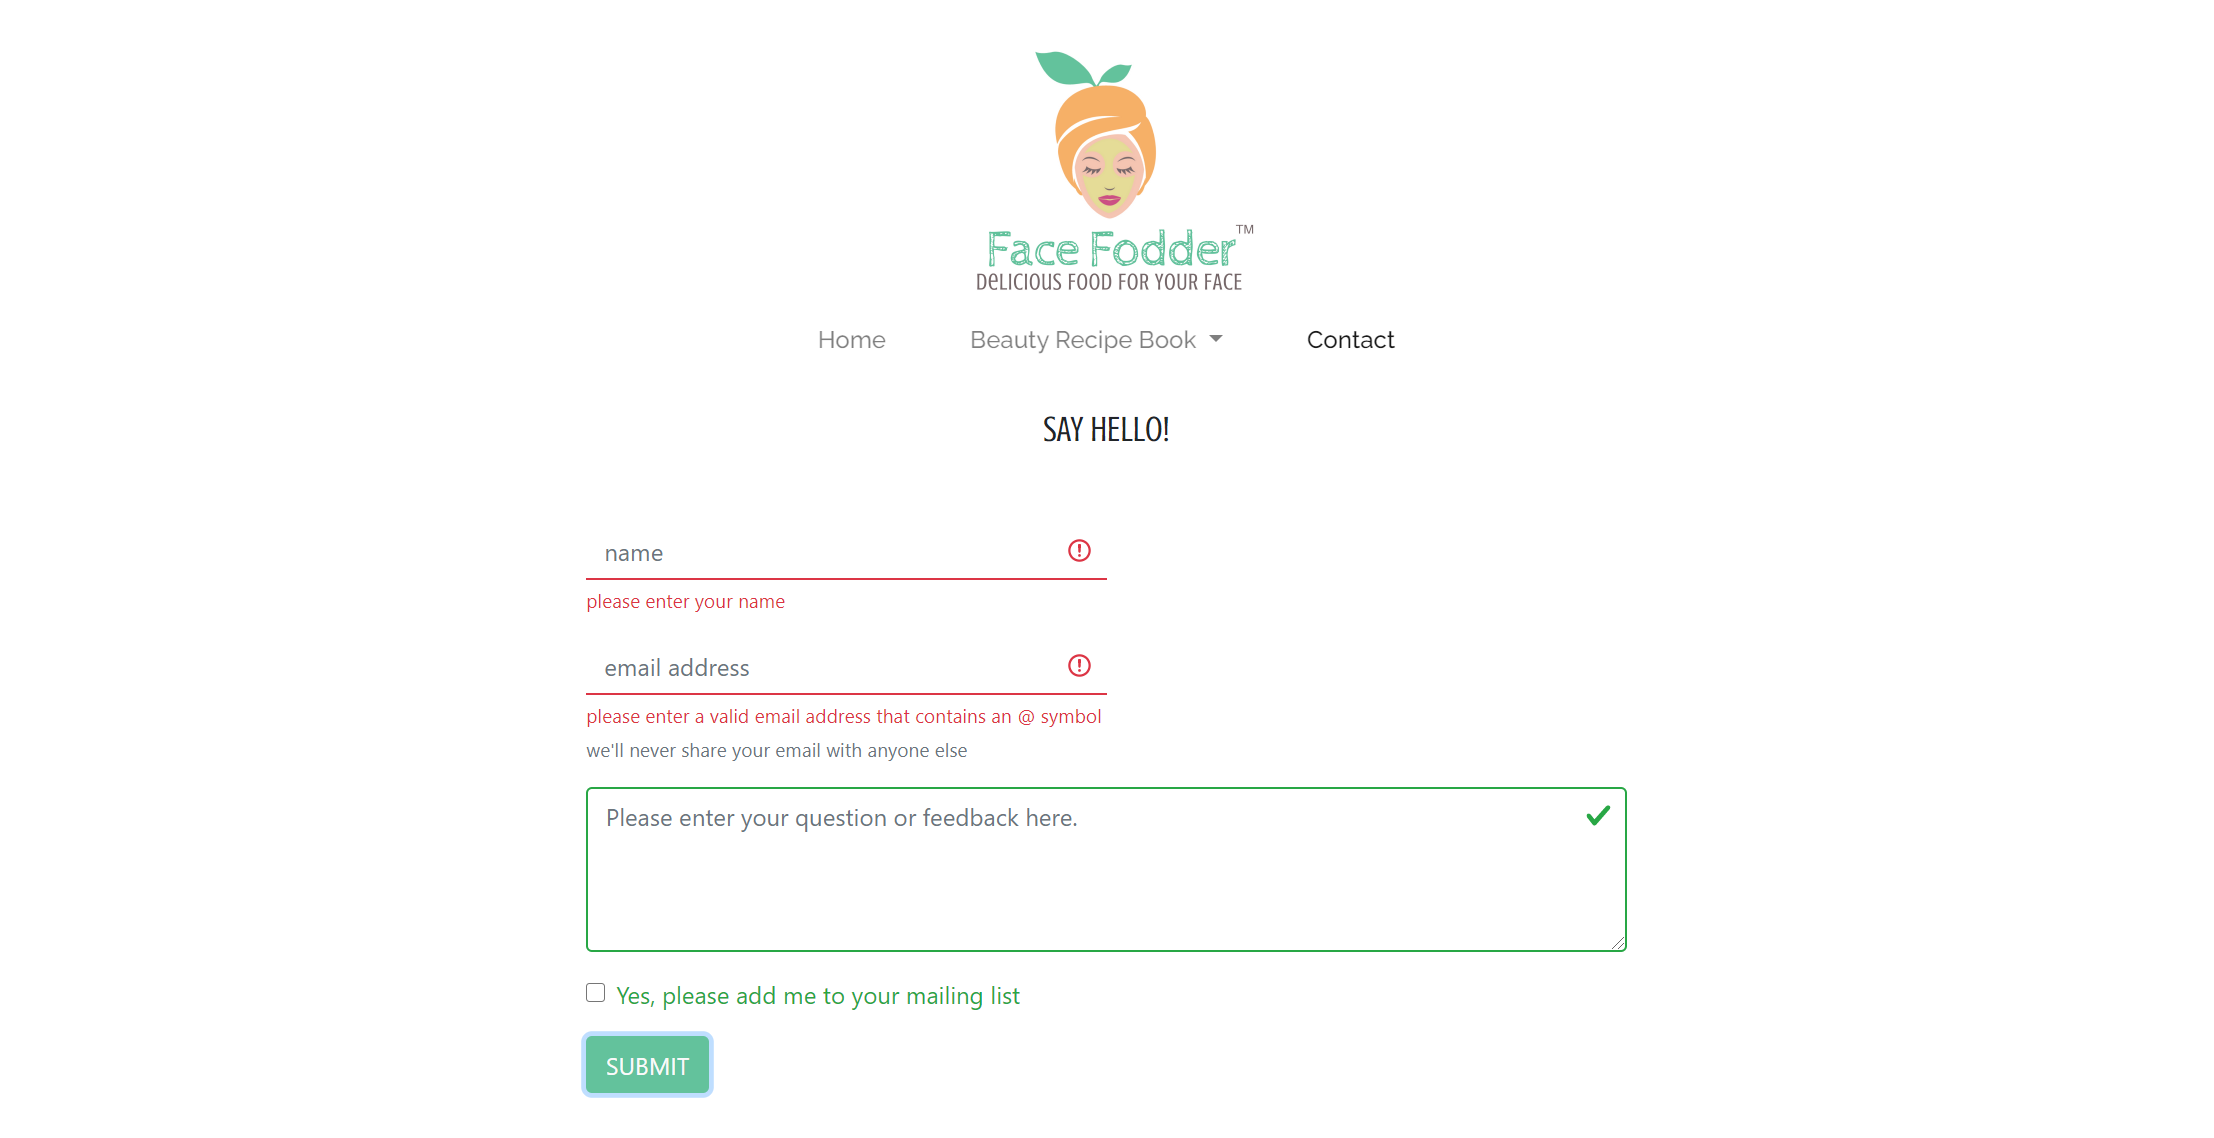 Face Fodder™
DeLICIOUS FOOD FOR YOUR FACE
Home Beauty Recipe Book Contact
SAY HELLO!
name
please enter your name
email address
please enter a valid email address that contains an @ symbol
we'll never share your email with anyone else
Please enter your question or feedback here.
Yes, please add me to your mailing list
SUBMIT